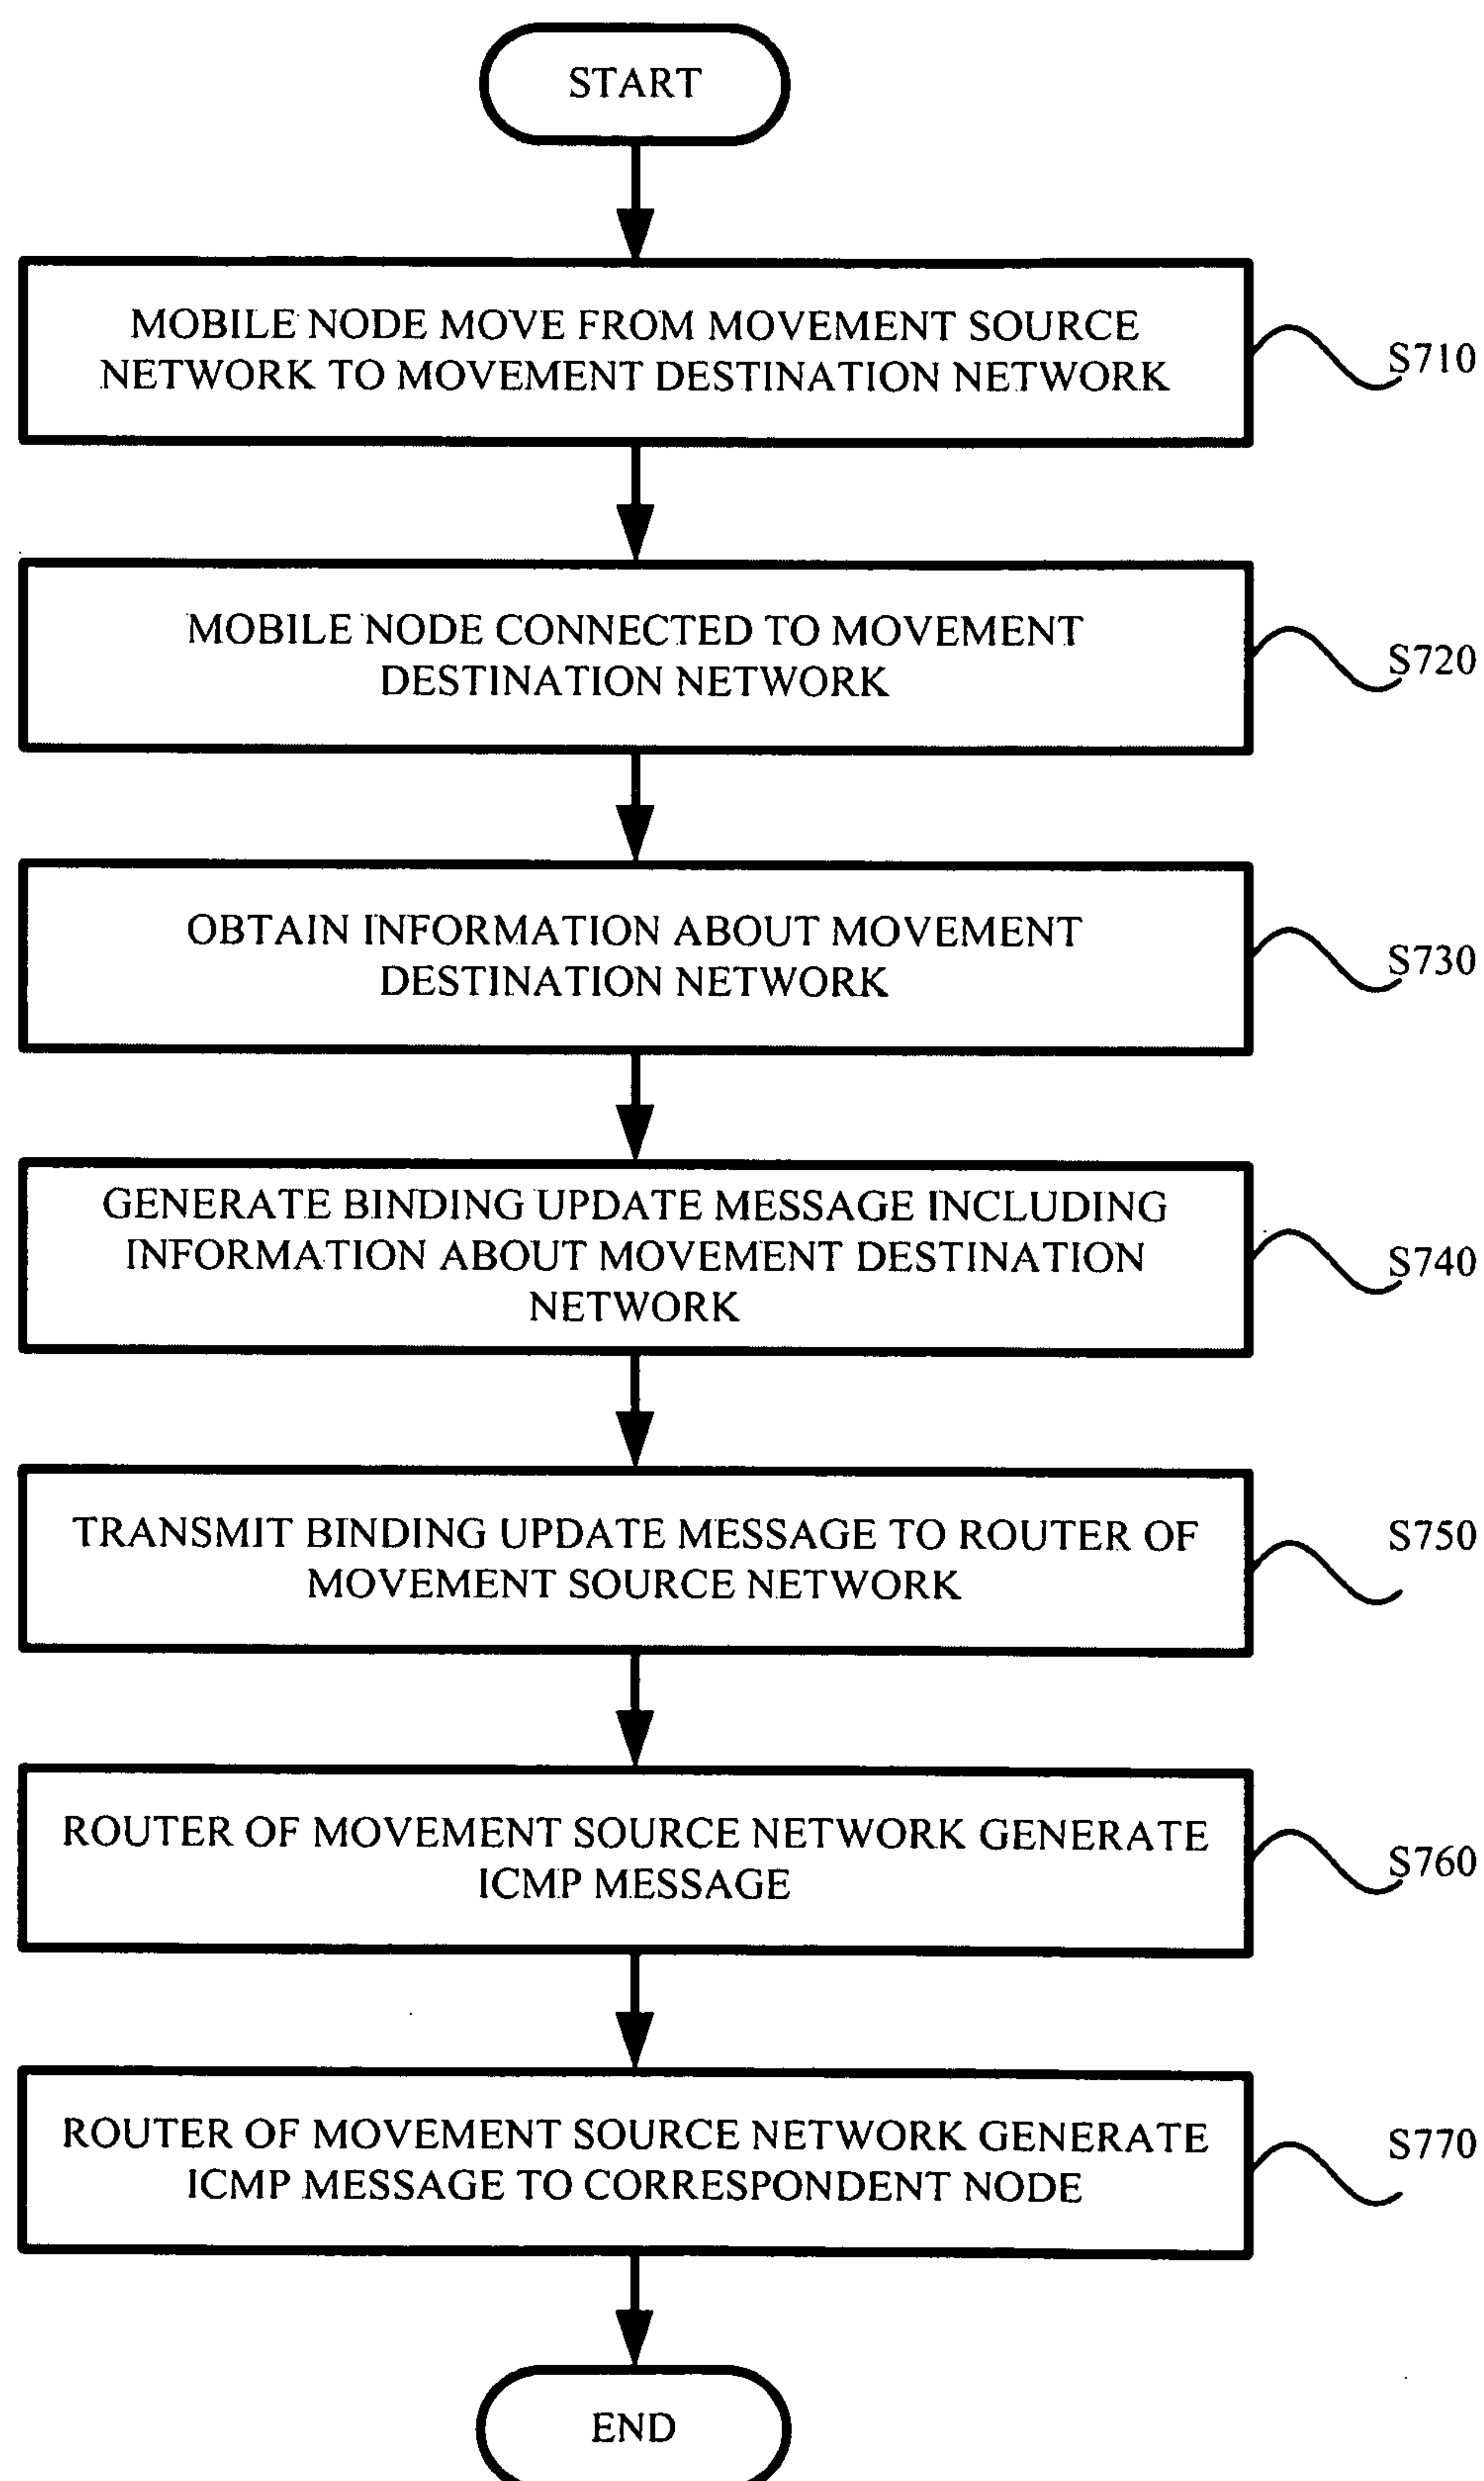 START
MOBILE NODE MOVE FROM MOVEMENT SOURCE
NETWORK TO MOVEMENT DESTINATION NETWORK
S710
MOBILE NODE CONNECTED TO MOVEMENT
DESTINATION NETWORK
S720
OBTAIN INFORMATION ABOUT MOVEMENT
DESTINATION NETWORK
S730
GENERATE BINDING UPDATE MESSAGE INCLUDING
INFORMATION ABOUT MOVEMENT DESTINATION
NETWORK
S740
TRANSMIT BINDING UPDATE MESSAGE TO ROUTER OF
MOVEMENT SOURCE NETWORK
S750
ROUTER OF MOVEMENT SOURCE NETWORK GENERATE
ICMP MESSAGE
S760
ROUTER OF MOVEMENT SOURCE NETWORK GENERATE
ICMP MESSAGE TO CORRESPONDENT NODE
S770
END